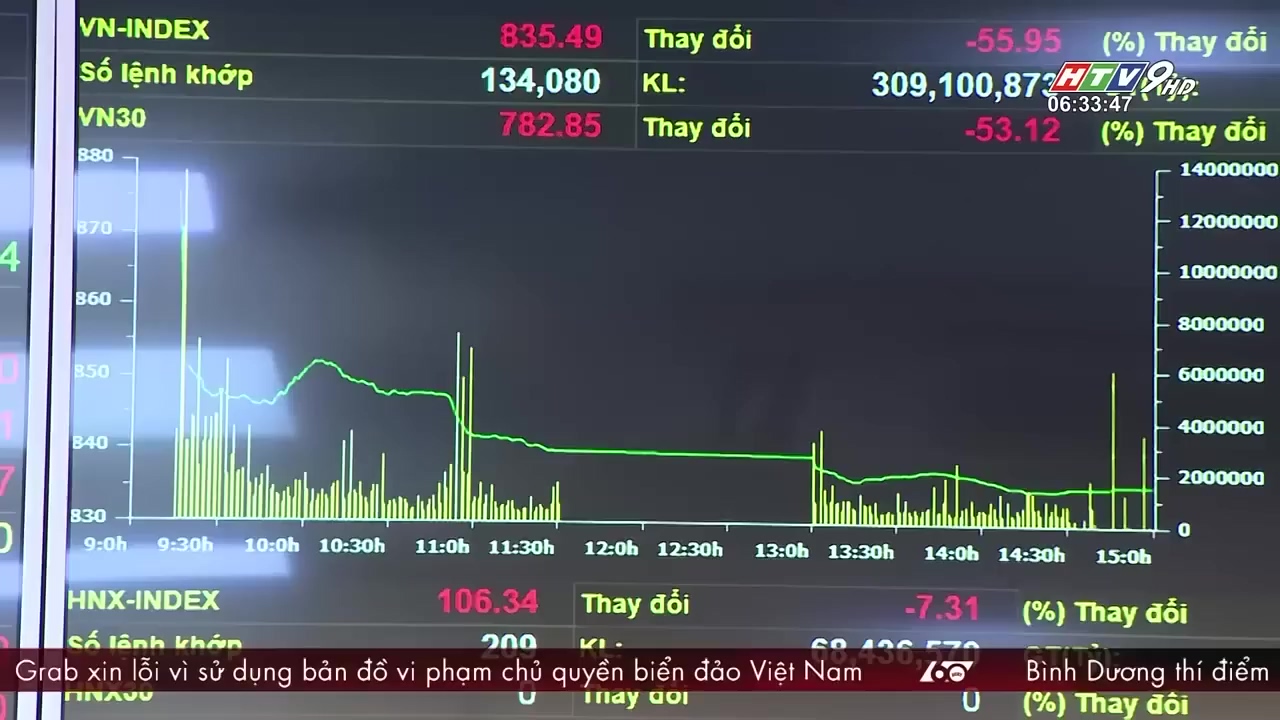 VN-INDEX 835.49 Thay đổi -55.95 (%) Thay đổi
Số lệnh khớp 134,080 KL: 309,100,873
HTV9 HD
06:33:47
VN30 782.85 Thay đổi -53.12 (%) Thay đổi
880 14000000
870 12000000
860 10000000
850 8000000
840 6000000
830 4000000
2000000
0
9:0h 9:30h 10:0h 10:30h 11:0h 11:30h 12:0h 12:30h 13:0h 13:30h 14:0h 14:30h 15:0h
4
0
1
7
0
HNX-INDEX 106.34 Thay đổi -7.31 (%) Thay đổi
Số lệnh khớp 209 KL: 68,436,570
Grab xin lỗi vì sử dụng bản đồ vi phạm chủ quyền biển đảo Việt Nam 60 Bình Dương thí điểm
HNX30 0 Thay đổi 0 (%) Thay đổi